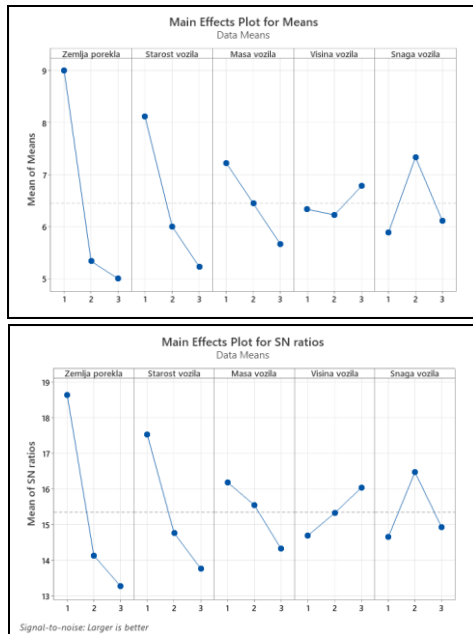 Main Effects Plot for Means
Data Means
Zemlja porekla Starost vozila Masa vozila Visina vozila Snaga vozila
Mean of Means
9
8
7
6
5
1 2 3 1 2 3 1 2 3 1 2 3 1 2 3
Main Effects Plot for SN ratios
Data Means
Zemlja porekla Starost vozila Masa vozila Visina vozila Snaga vozila
Mean of SN ratios
19
18
17
16
15
14
13
1 2 3 1 2 3 1 2 3 1 2 3 1 2 3
Signal-to-noise: Larger is better